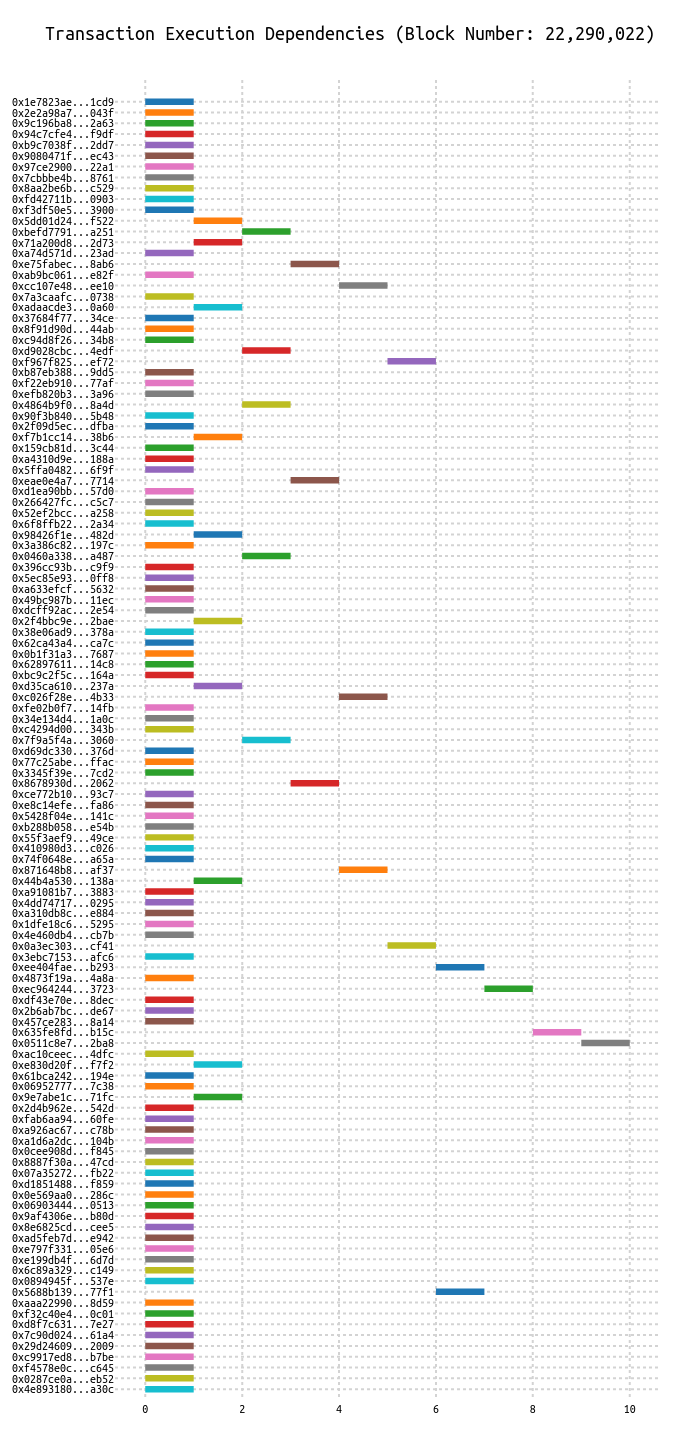 Transaction Execution Dependencies (Block Number: 22,290,022)
0x1e7823ae...1cd9
0x2e2a98a7...043f
0x9c196ba8...2a63
0x94c7cfe4...f9df
0xb9c7038f...2dd7
0x9080471f...ec43
0x97ce2900...22a1
0x7cbbbe4b...8761
0x8aa2be6b...c529
0xfd42711b...0903
0xf3df50e5...3900
0x5dd01d24...f522
0xbefd7791...a251
0x71a200d8...2d73
0xa74d571d...23ad
0xe75fabec...8ab6
0xab9bc061...e82f
0xcc107e48...ee10
0x7a3caafc...0738
0xadaacde3...0a60
0x37684f77...34ce
0x8f91d90d...44ab
0xc94d8f26...34b8
0xd9028cbc...4edf
0xf967f825...ef72
0xb87eb388...9dd5
0xf22eb910...77af
0xefb820b3...3a96
0x4864b9f0...8a4d
0x90f3b840...5b48
0x2f09d5ec...dfba
0xf7b1cc14...38b6
0x159cb81d...3c44
0xa4310d9e...188a
0x5ffa0482...6f9f
0xeae0e4a7...7714
0xd1ea90bb...57d0
0x266427fc...c5c7
0x52ef2bcc...a258
0x6f8ffb22...2a34
0x98426f1e...482d
0x3a386c82...197c
0x0460a338...a487
0x396cc93b...c9f9
0x5ec85e93...0ff8
0xa633efcf...5632
0x49bc987b...11ec
0xdcff92ac...2e54
0x2f4bbc9e...2bae
0x38e06ad9...378a
0x62ca43a4...ca7c
0x0b1f31a3...7687
0x62897611...14c8
0xbc9c2f5c...164a
0xd35ca610...237a
0xc026f28e...4b33
0xfe02b0f7...14fb
0x34e134d4...1a0c
0xc4294d00...343b
0x7f9a5f4a...3060
0xd69dc330...376d
0x77c25abe...ffac
0x3345f39e...7cd2
0x8678930d...2062
0xce772b10...93c7
0xe8c14efe...fa86
0x5428f04e...141c
0xb288b058...e54b
0x55f3aef9...49ce
0x410980d3...c026
0x74f0648e...a65a
0x871648b8...af37
0x44b4a530...138a
0xa91081b7...3883
0x4dd74717...0295
0xa310db8c...e884
0x1dfe18c6...5295
0x4e460db4...cb7b
0x0a3ec303...cf41
0x3ebc7153...afc6
0xee404fae...b293
0x4873f19a...4a8a
0xec964244...3723
0xdf43e70e...8dec
0x2b6ab7bc...de67
0x457ce283...8a14
0x635fe8fd...b15c
0x0511c8e7...2ba8
0xac10ceec...4dfc
0xe830d20f...f7f2
0x61bca242...194e
0x06952777...7c38
0x9e7abe1c...71fc
0x2d4b962e...542d
0xfab6aa94...60fe
0xa926ac67...c78b
0xa1d6a2dc...104b
0x0cee908d...f845
0x8887f30a...47cd
0x07a35272...fb22
0xd1851488...f859
0x0e569aa0...286c
0x06903444...0513
0x9af4306e...b80d
0x8e6825cd...cee5
0xad5feb7d...e942
0xe797f331...05e6
0xe199db4f...6d7d
0x6c89a329...c149
0x0894945f...537e
0x5688b139...77f1
0xaaa22990...8d59
0xf32c40e4...0c01
0xd8f7c631...7e27
0x7c90d024...61a4
0x29d24609...2009
0xc9917ed8...b7be
0xf4578e0c...c645
0x0287ce0a...eb52
0x4e893180...a30c
0 2 4 6 8 10